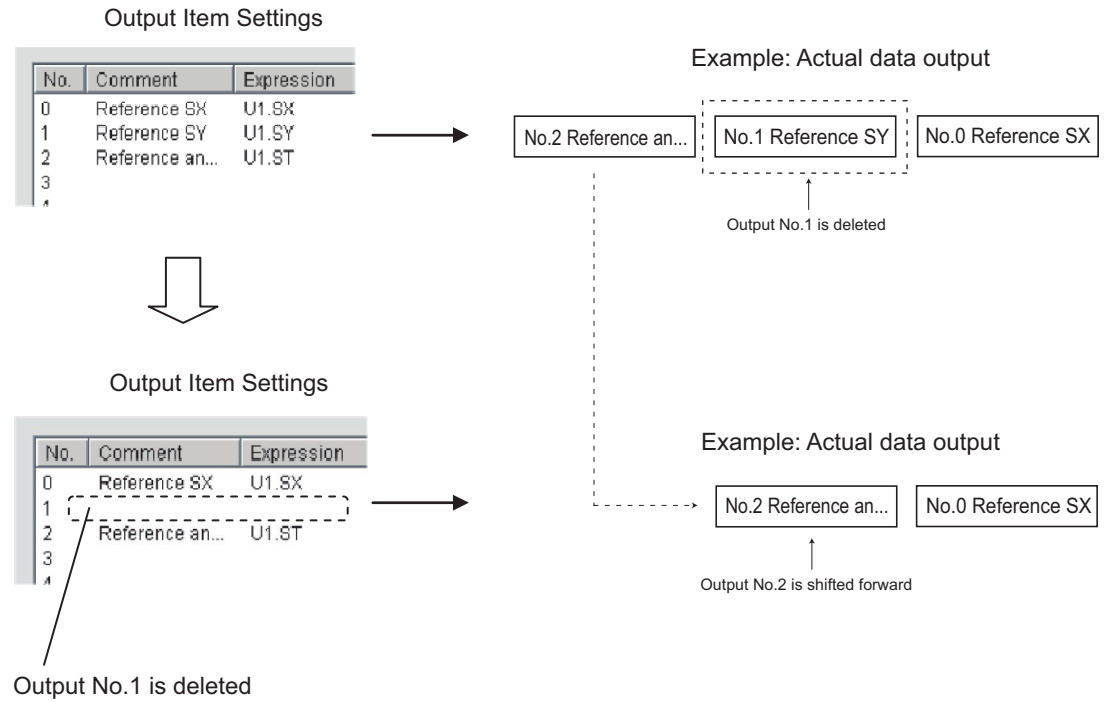 Output Item Settings
No. Comment Expression
0 Reference SX U1.SX
1 Reference SY U1.SY
2 Reference an... U1.ST
3
4
Example: Actual data output
No.2 Reference an... No.1 Reference SY No.0 Reference SX
Output No.1 is deleted
Output Item Settings
No. Comment Expression
0 Reference SX U1.SX
1
2 Reference an... U1.ST
3
4
Example: Actual data output
No.2 Reference an... No.0 Reference SX
Output No.2 is shifted forward
Output No.1 is deleted